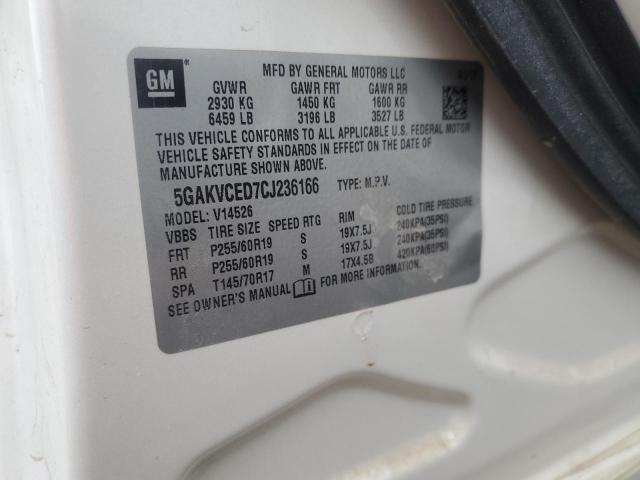 GM
MFD BY GENERAL MOTORS LLC
GVWR GAWR FRT GAWR RR
2930 KG 1450 KG 1600 KG
6459 LB 3196 LB 3527 LB
THIS VEHICLE CONFORMS TO ALL APPLICABLE U.S. FEDERAL MOTOR
VEHICLE SAFETY STANDARDS IN EFFECT ON THE DATE OF
MANUFACTURE SHOWN ABOVE.
5GAKVCED7CJ236166 TYPE: M.P.V.
MODEL: V14526
VBBS TIRE SIZE SPEED RTG RIM COLD TIRE PRESSURE
FRT P255/60R19 S 19X7.5J 240KPA(35PSI)
RR P255/60R19 S 19X7.5J 240KPA(35PSI)
SPA T145/70R17 M 17X4.5B 420KPA(60PSI)
SEE OWNER'S MANUAL FOR MORE INFORMATION.